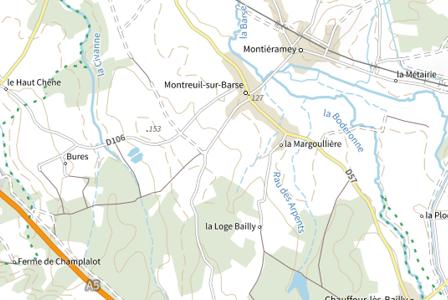 la Barse
Montiéramey
la Civanne
la Métairie
le Haut Chêne
Montreuil-sur-Barse
127
la Boderonne
153
D106
la Margoullière
Bures
D57
Rau des Arpents
la Loge Bailly
la Plo
Ferme de Champlalot
A5
Chauffour-lès-Bailly